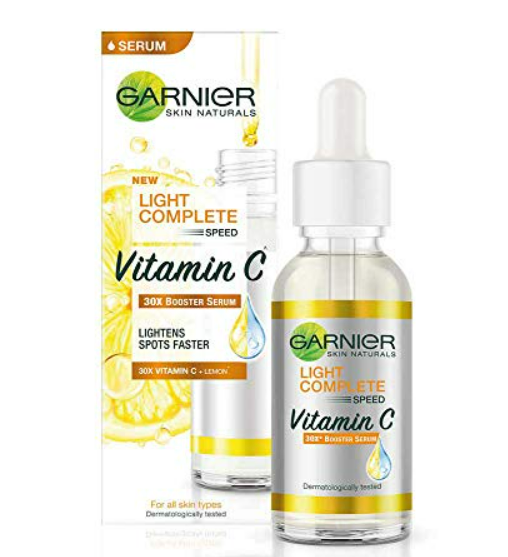 SERUM
GARNIER
SKIN NATURALS
NEW
LIGHT
COMPLETE
SPEED
Vitamin C^
30X BOOSTER SERUM
LIGHTENS
SPOTS FASTER
30X VITAMIN C + LEMON*
For all skin types
Dermatologically tested
GARNIER
SKIN NATURALS
LIGHT
COMPLETE
SPEED
Vitamin C
30X* BOOSTER SERUM
Dermatologically tested